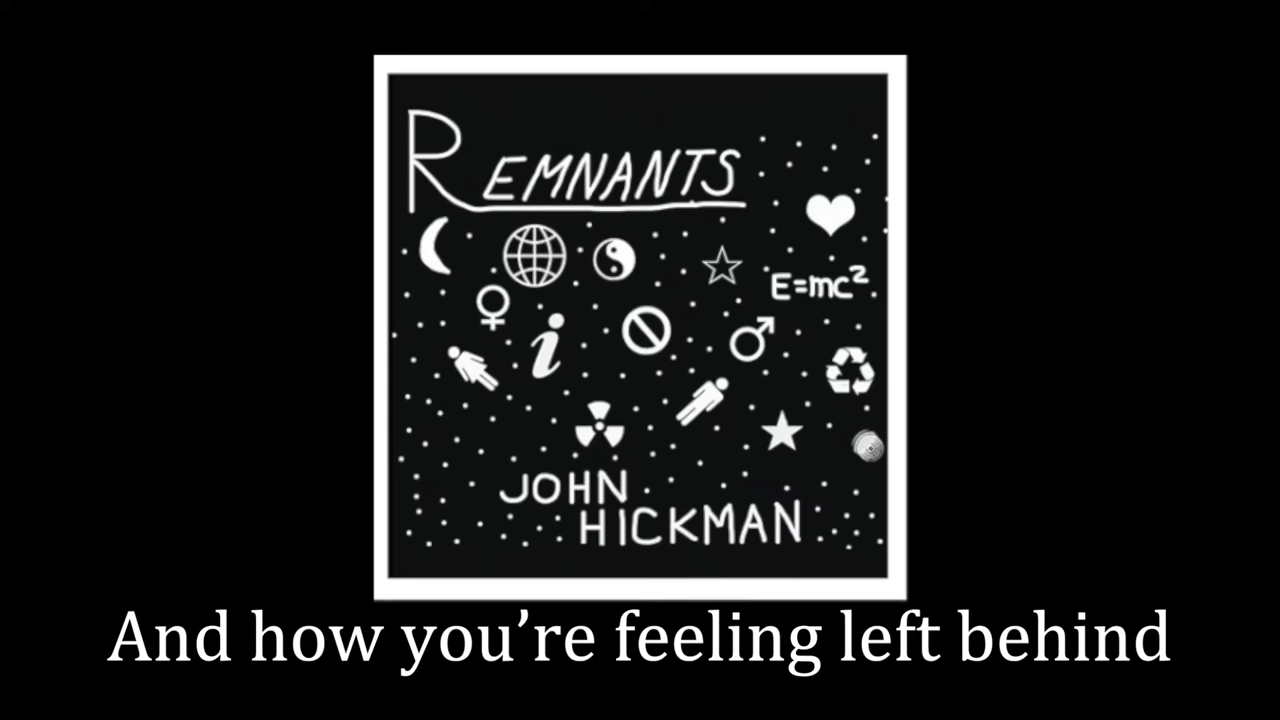 REMNANTS
E=mc²
i
JOHN
HICKMAN
And how you’re feeling left behind